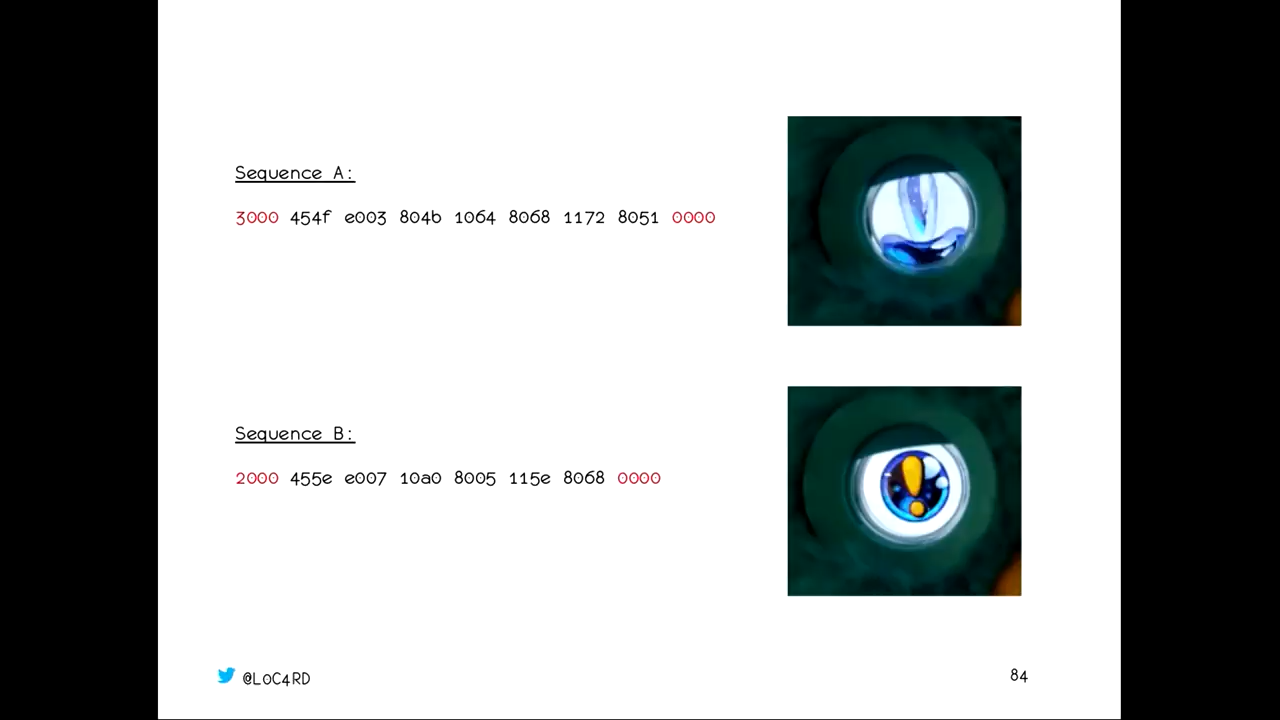 Sequence A:
3000 454f e003 804b 1064 8068 1172 8051 0000
Sequence B:
2000 455e e007 10a0 8005 115e 8068 0000
@L0C4RD
84